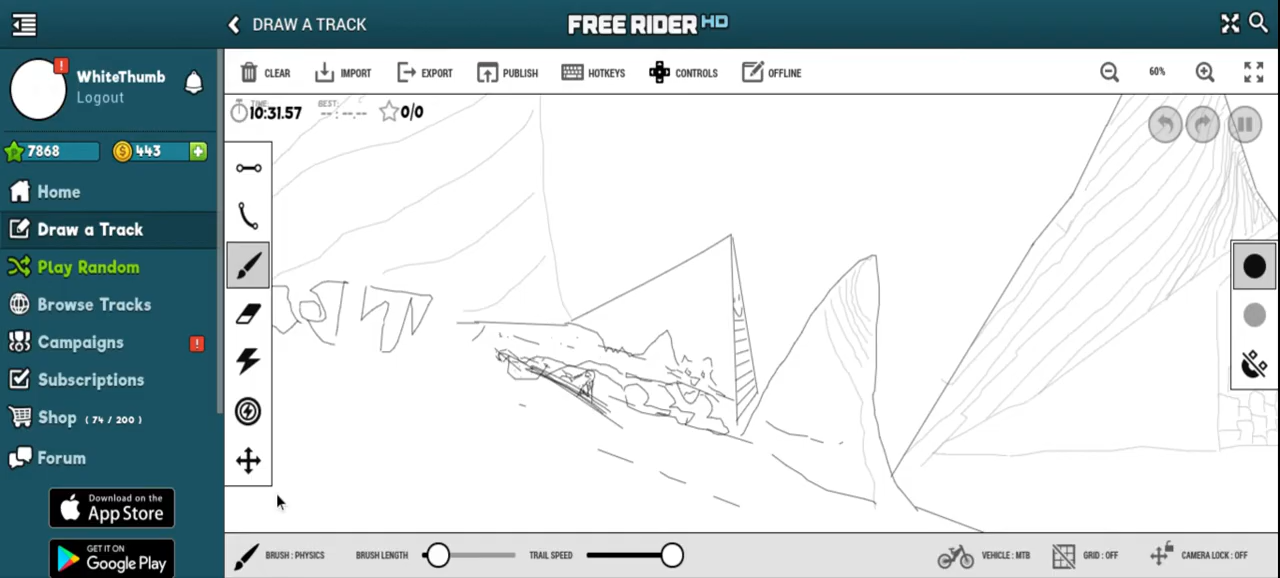 DRAW A TRACK
FREE RIDER HD
WhiteThumb
Logout
CLEAR
IMPORT
EXPORT
PUBLISH
HOTKEYS
CONTROLS
OFFLINE
60%
TIME:
10:31.57
BEST:
-- : --.--
0/0
7868
443
Home
Draw a Track
Play Random
Browse Tracks
Campaigns
Subscriptions
Shop ( 74 / 200 )
Forum
Download on the
App Store
GET IT ON
Google Play
BRUSH : PHYSICS
BRUSH LENGTH
TRAIL SPEED
VEHICLE : MTB
GRID : OFF
CAMERA LOCK : OFF